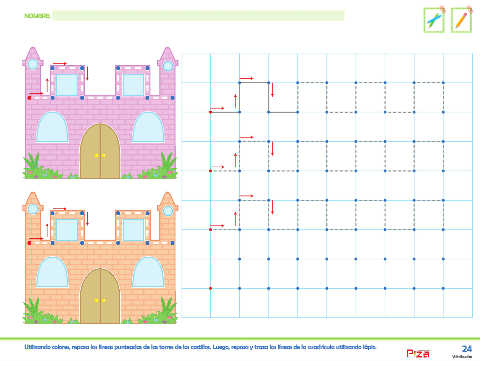 NOMBRE:
Utilizando colores, repasa las líneas punteadas de las torres de los castillos. Luego, repasa y traza las líneas de la cuadrícula utilizando lápiz.
24